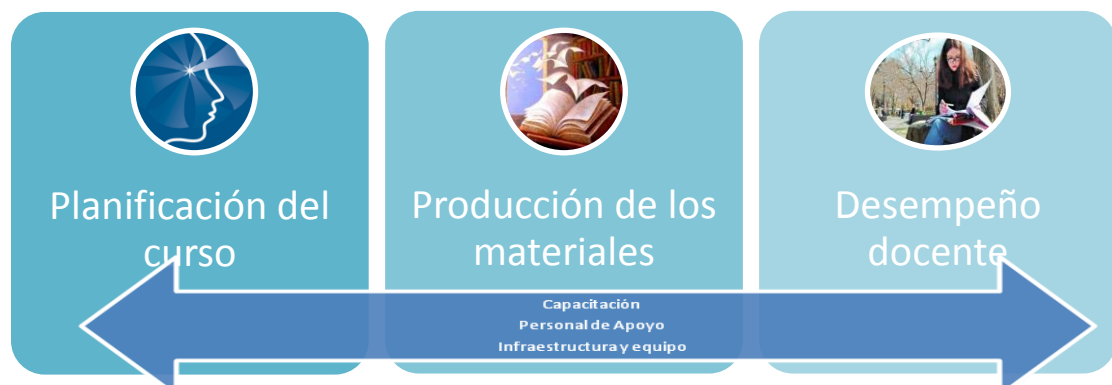 Planificación del
curso
Producción de los
materiales
Desempeño
docente
Capacitación
Personal de Apoyo
Infraestructura y equipo